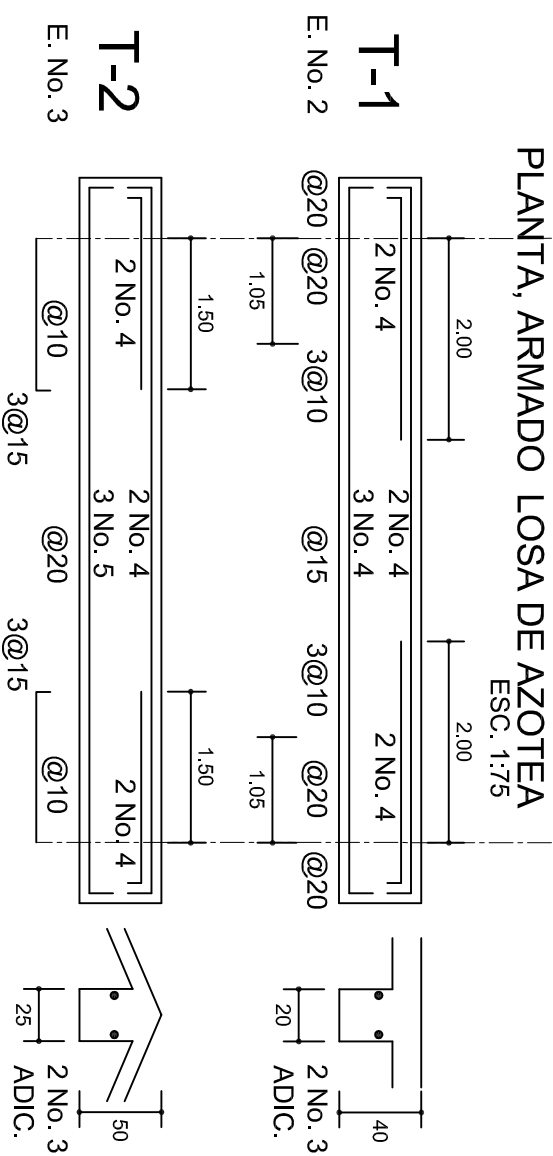 PLANTA, ARMADO LOSA DE AZOTEA
ESC. 1:75
2.00 2.00
T-1
E. No. 2
2 No. 4
2 No. 4
3 No. 4
2 No. 4
40
2 No. 3
ADIC.
20
@20 @20 3@10 @15 3@10 @20 @20
1.05 1.05
1.50 1.50
T-2
E. No. 3
2 No. 4
2 No. 4
3 No. 5
2 No. 4
50
2 No. 3
ADIC.
25
@10 @20 @10
3@15 3@15